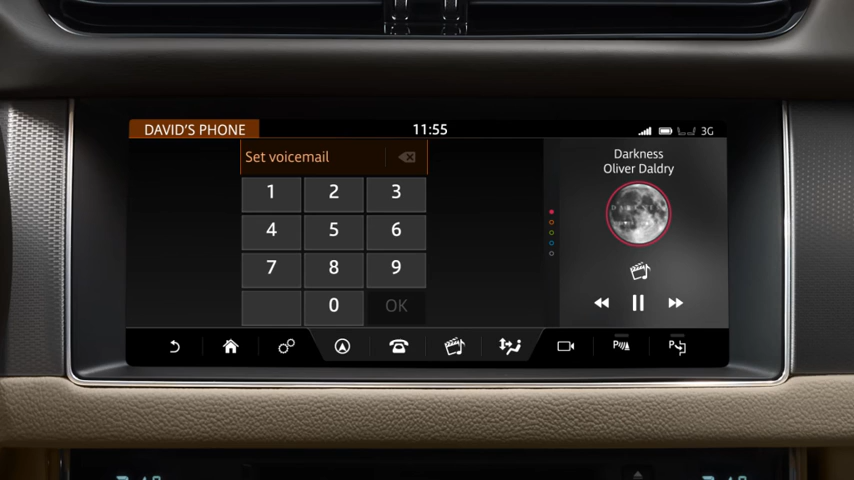 DAVID'S PHONE
11:55
3G
Set voicemail
Darkness
Oliver Daldry
1 2 3
4 5 6
7 8 9
0 OK
P
P